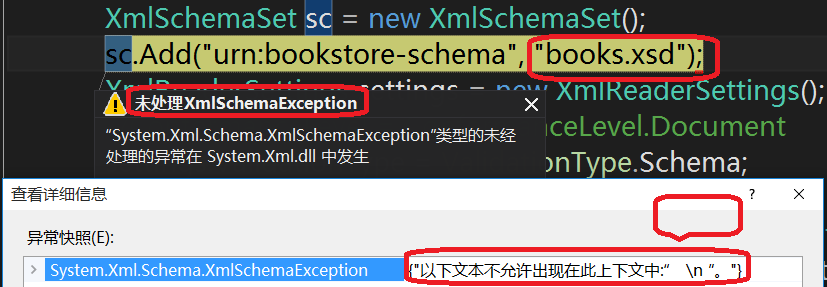 XmlSchemaSet sc = new XmlSchemaSet();
sc.Add("urn:bookstore-schema", "books.xsd");
settings = new XmlReaderSettings();
未处理XmlSchemaException
nceLevel.Document
"System.Xml.Schema.XmlSchemaException"类型的未经
处理的异常在 System.Xml.dll 中发生
onType.Schema;
查看详细信息
?
异常快照(E):
System.Xml.Schema.XmlSchemaException {"以下文本不允许出现在此上下文中:“ \n ”。"}